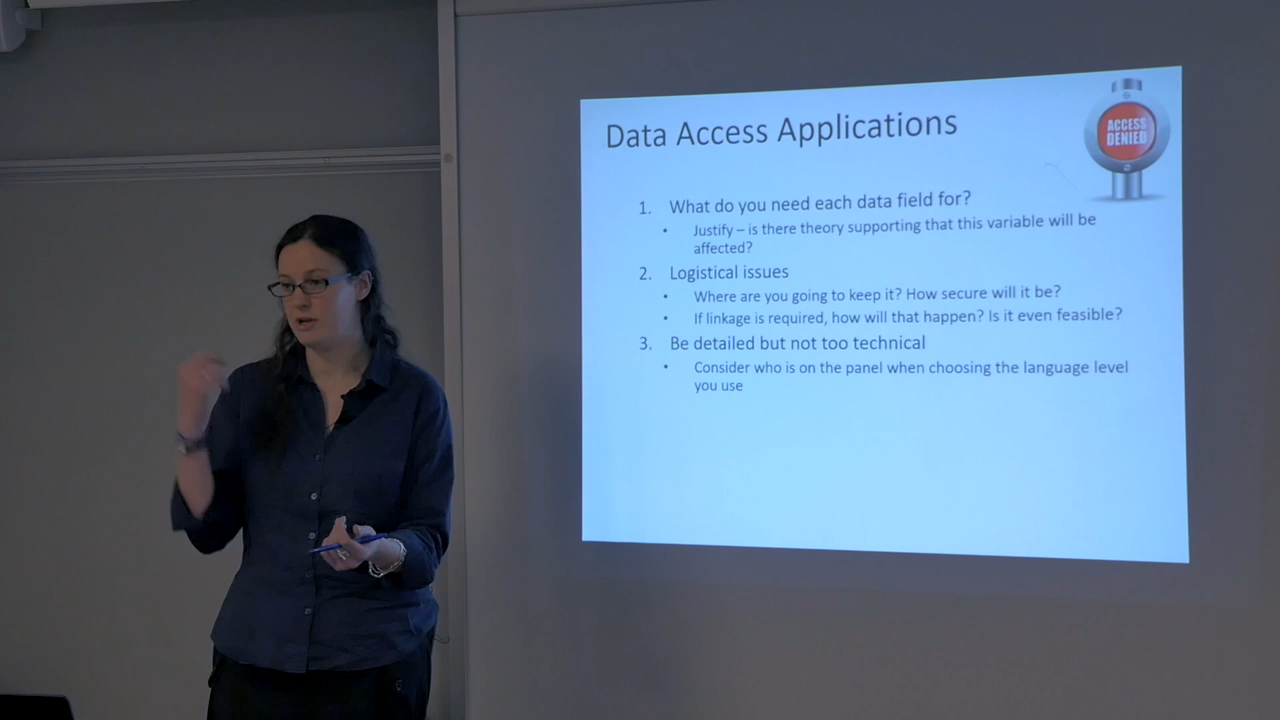 Data Access Applications
ACCESS
DENIED
1. What do you need each data field for?
• Justify – is there theory supporting that this variable will be
affected?
2. Logistical issues
• Where are you going to keep it? How secure will it be?
• If linkage is required, how will that happen? Is it even feasible?
3. Be detailed but not too technical
• Consider who is on the panel when choosing the language level
you use